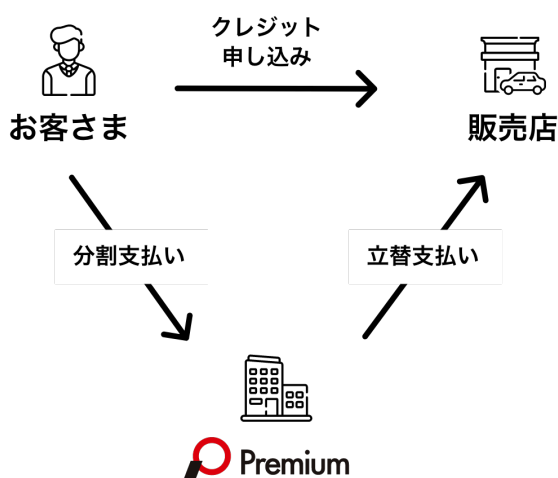 クレジット
申し込み
お客さま
販売店
分割支払い
立替支払い
Premium